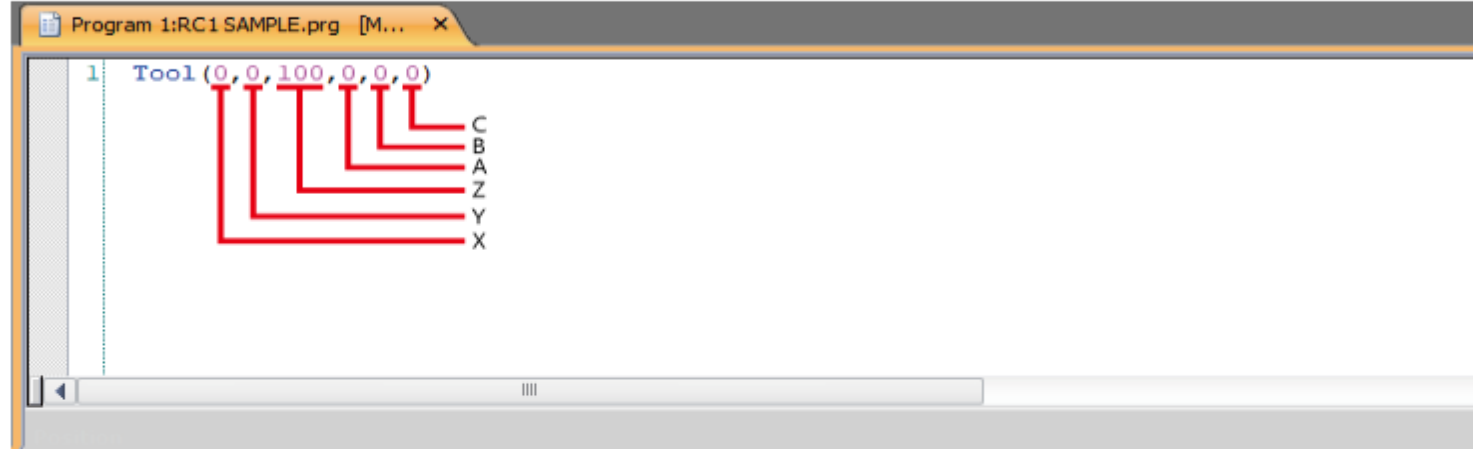 Program 1:RC1 SAMPLE.prg [M...
1 Tool(0,0,100,0,0,0)
C
B
A
Z
Y
X